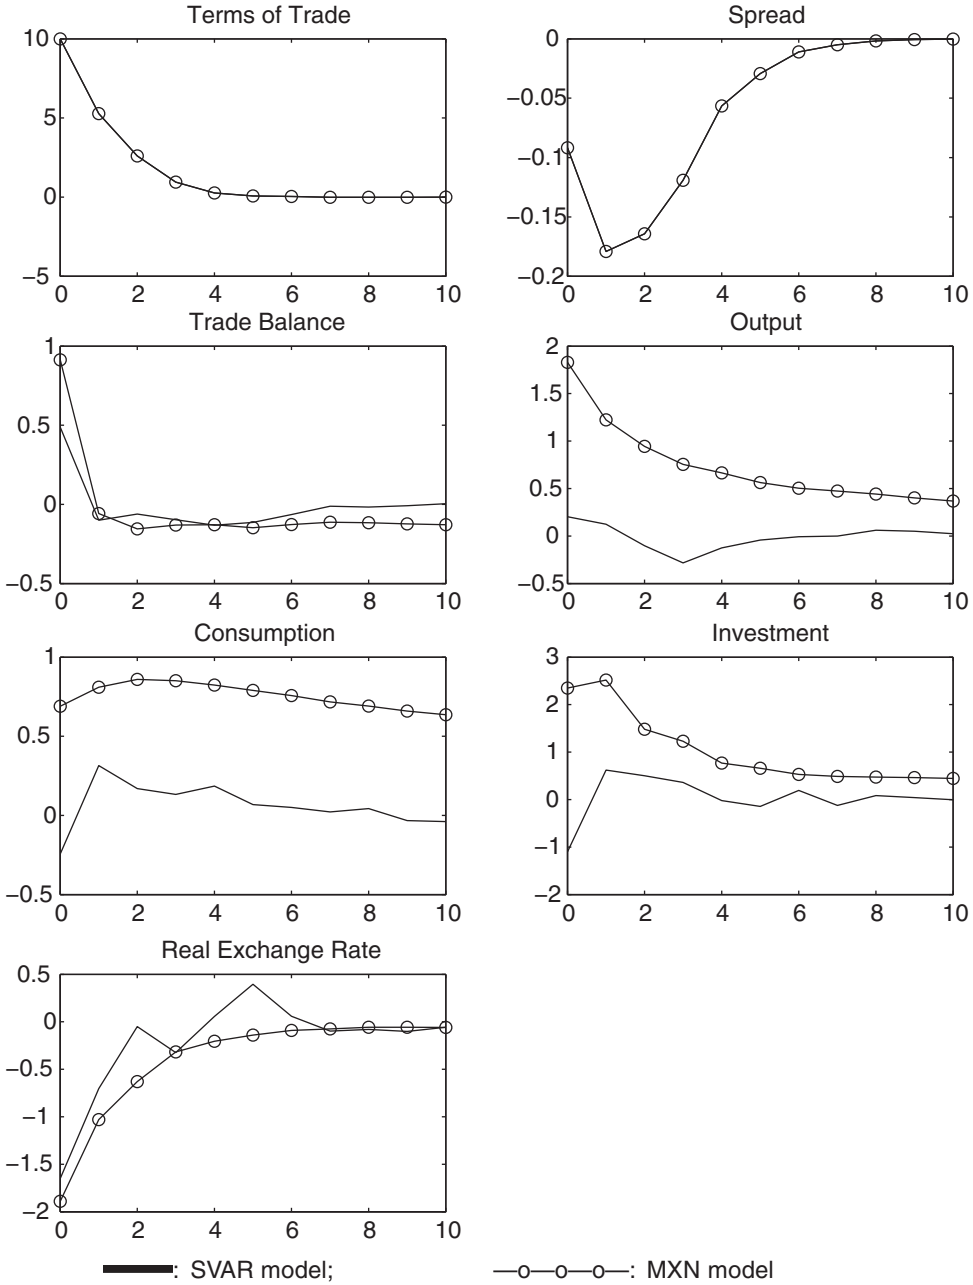 Terms of Trade
10
5
0
−5
0 2 4 6 8 10
Spread
0
−0.05
−0.1
−0.15
−0.2
0 2 4 6 8 10
Trade Balance
1
0.5
0
−0.5
0 2 4 6 8 10
Output
2
1.5
1
0.5
0
−0.5
0 2 4 6 8 10
Consumption
1
0.5
0
−0.5
0 2 4 6 8 10
Investment
3
2
1
0
−1
−2
0 2 4 6 8 10
Real Exchange Rate
0.5
0
−0.5
−1
−1.5
−2
0 2 4 6 8 10
: SVAR model; —o—o—o—: MXN model